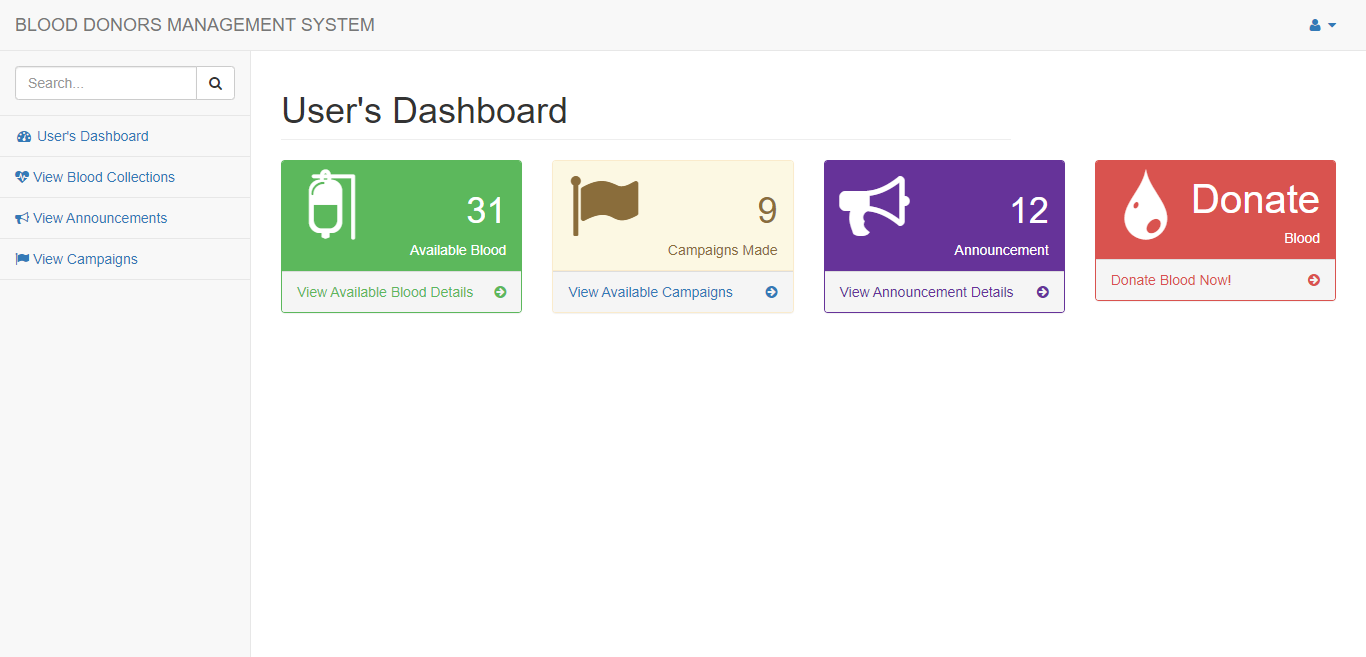 BLOOD DONORS MANAGEMENT SYSTEM
Search...
User's Dashboard
View Blood Collections
View Announcements
View Campaigns
User's Dashboard
31
Available Blood
View Available Blood Details
9
Campaigns Made
View Available Campaigns
12
Announcement
View Announcement Details
Donate
Blood
Donate Blood Now!